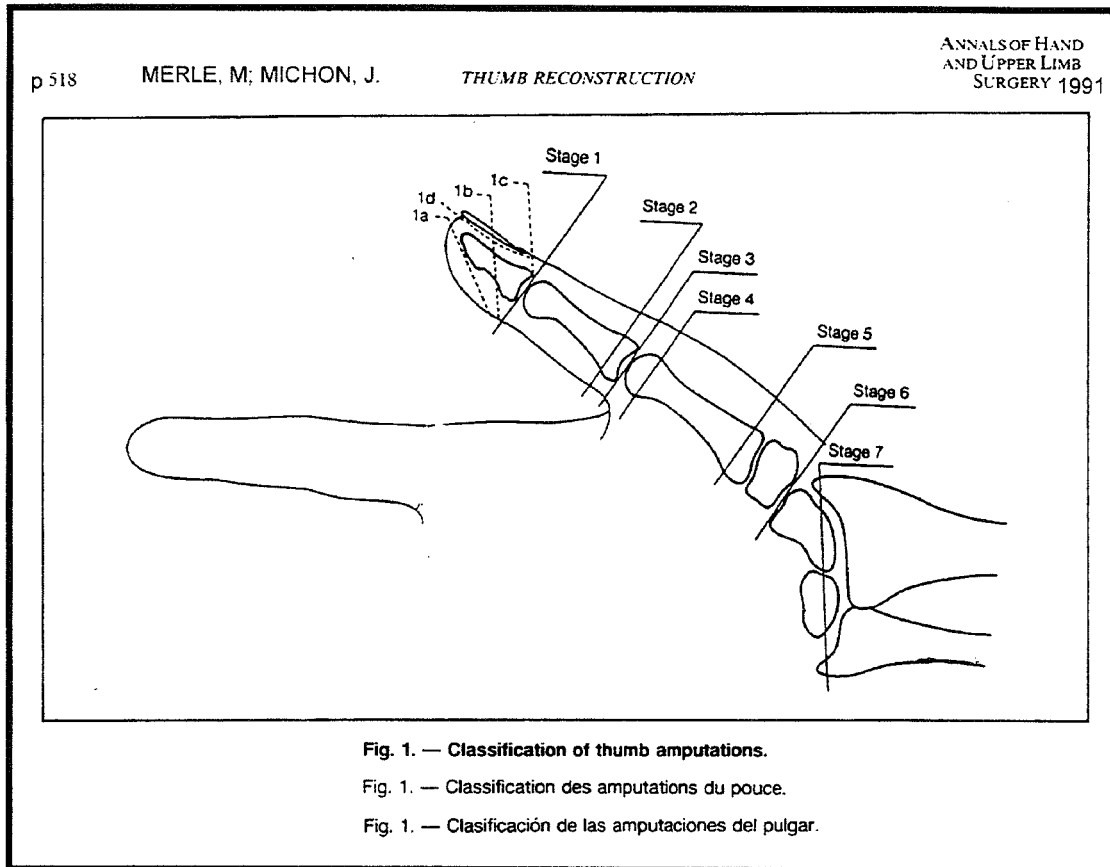 p 518 MERLE, M; MICHON, J. THUMB RECONSTRUCTION
ANNALS OF HAND
AND UPPER LIMB
SURGERY 1991
Stage 1
1c
1b
1d
1a
Stage 2
Stage 3
Stage 4
Stage 5
Stage 6
Stage 7
Fig. 1. — Classification of thumb amputations.
Fig. 1. — Classification des amputations du pouce.
Fig. 1. — Clasificación de las amputaciones del pulgar.